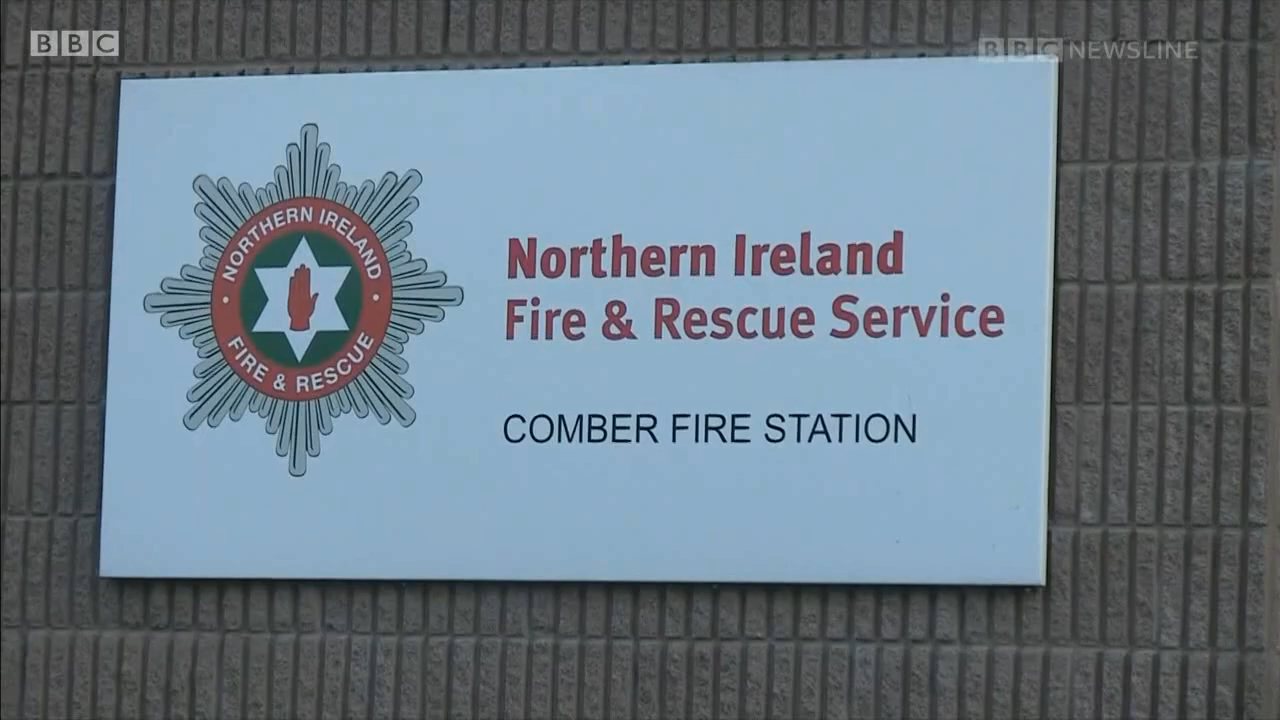 BBC
BBC NEWSLINE
NORTHERN IRELAND
FIRE & RESCUE
Northern Ireland
Fire & Rescue Service
COMBER FIRE STATION